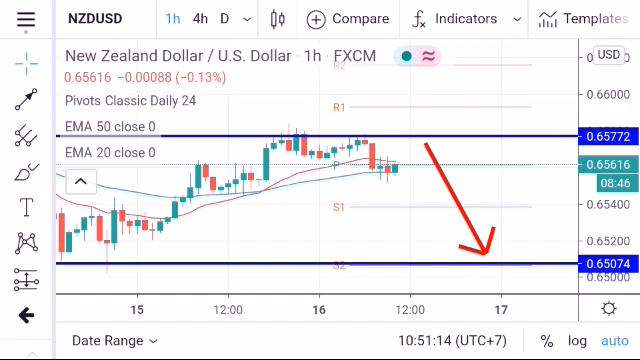 NZDUSD 1h 4h D Compare Indicators Templates
New Zealand Dollar / U.S. Dollar · 1h · FXCM
USD
0.65616 −0.00088 (−0.13%)
R2
Pivots Classic Daily 24
0.66000
R1
EMA 50 close 0
0.65772
EMA 20 close 0
P
0.65616
08:46
S1
0.65400
0.65200
S2
0.65074
0.65000
15 12:00 16 12:00 17
Date Range 10:51:14 (UTC+7) % log auto